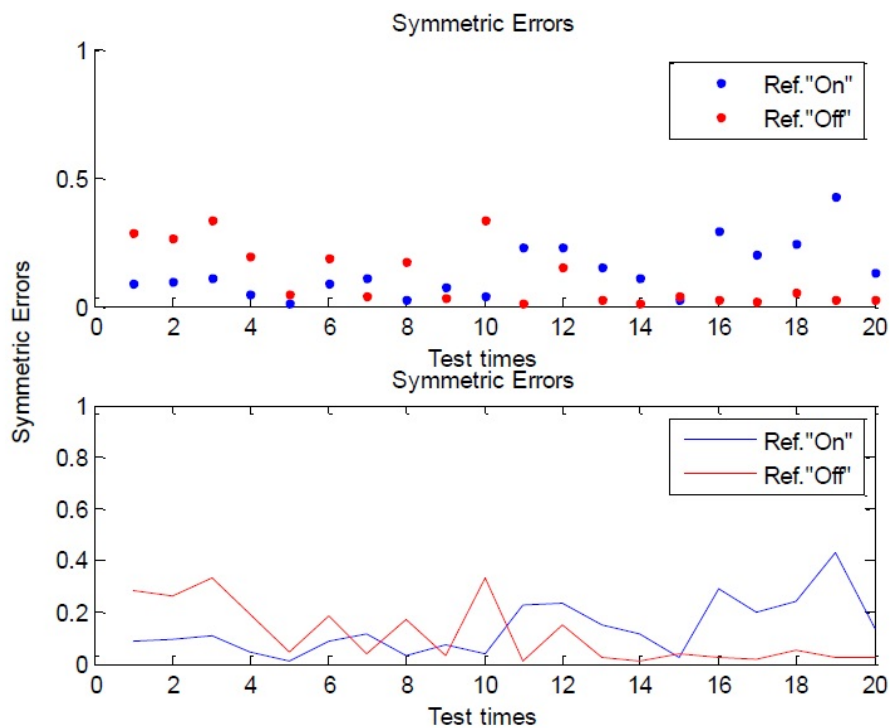 Symmetric Errors
1
0.5
0
Ref."On"
Ref."Off"
0 2 4 6 8 10 12 14 16 18 20
Test times
Symmetric Errors
Symmetric Errors
1
0.8
0.6
0.4
0.2
0
Ref."On"
Ref."Off"
0 2 4 6 8 10 12 14 16 18 20
Test times